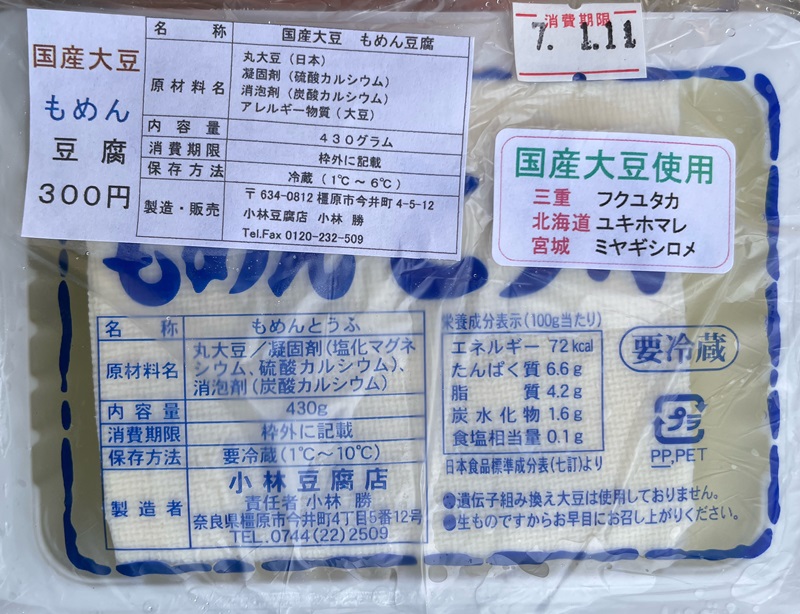 国産大豆
もめん
豆腐
300円
名称 国産大豆 もめん豆腐
原材料名 丸大豆(日本)
凝固剤(硫酸カルシウム)
消泡剤(炭酸カルシウム)
アレルギー物質(大豆)
内容量 430グラム
消費期限 枠外に記載
保存方法 冷蔵(1℃~6℃)
製造・販売 〒634-0812 橿原市今井町4-5-12
小林豆腐店 小林 勝
Tel.Fax 0120-232-509
消費期限
7. 1.11
国産大豆使用
三重 フクユタカ
北海道 ユキホマレ
宮城 ミヤギシロメ
もめん
名称 もめんとうふ
原材料名 丸大豆/凝固剤(塩化マグネ
シウム、硫酸カルシウム)、
消泡剤(炭酸カルシウム)
内容量 430g
消費期限 枠外に記載
保存方法 要冷蔵(1℃~10℃)
製造者 小林豆腐店
責任者 小林 勝
奈良県橿原市今井町4丁目5番12号
TEL.0744(22)2509
栄養成分表示(100g当たり)
エネルギー 72kcal
たんぱく質 6.6g
脂質 4.2g
炭水化物 1.6g
食塩相当量 0.1g
日本食品標準成分表(七訂)より
要冷蔵
プラ
PP,PET
●遺伝子組み換え大豆は使用しておりません。
●生ものですからお早目にお召し上がりください。